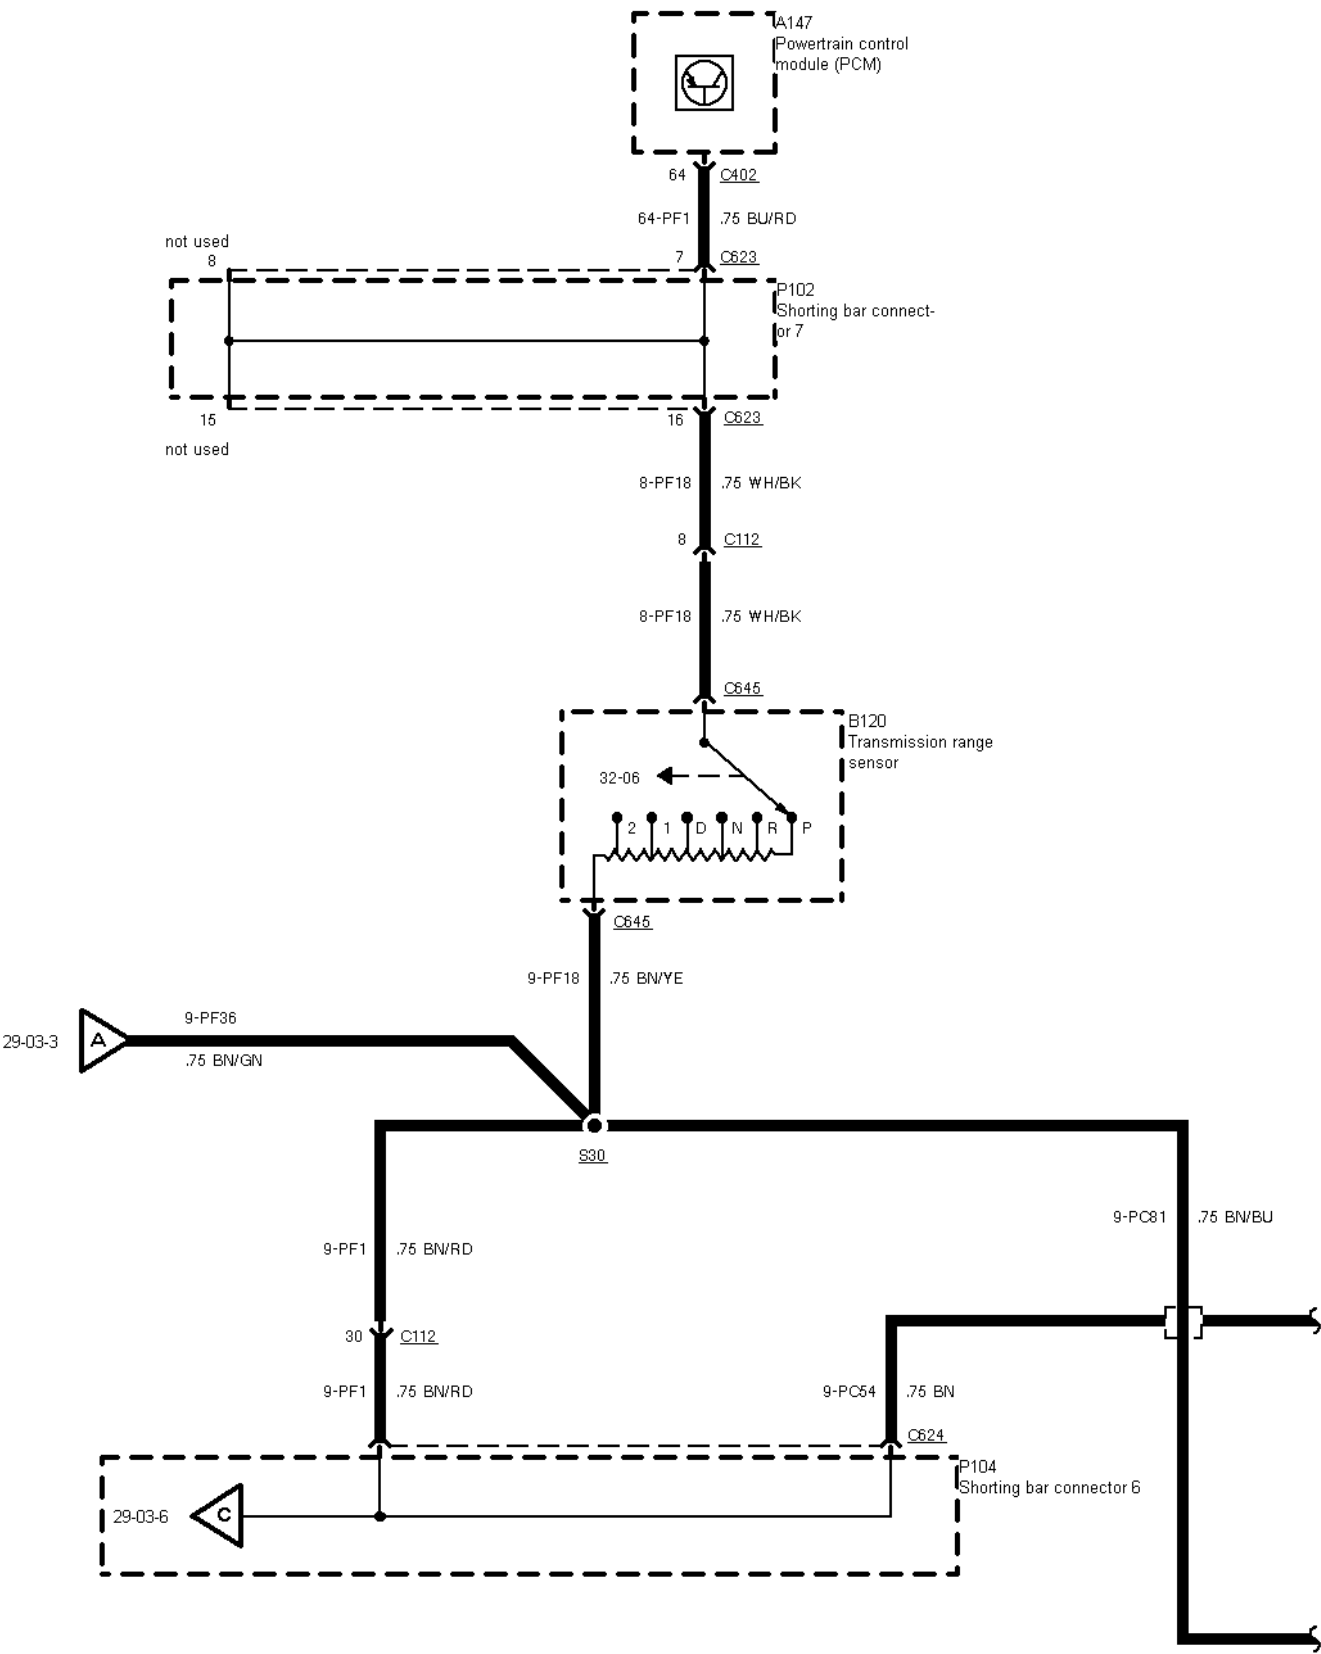 A147
Powertrain control
module (PCM)
64 C402
64-PF1 .75 BU/RD
not used
8 7 C623
P102
Shorting bar connect-
or 7
15 16 C623
not used
8-PF18 .75 WH/BK
8 C112
8-PF18 .75 WH/BK
C645
B120
Transmission range
sensor
32-06
2 1 D N R P
C645
9-PF18 .75 BN/YE
9-PF36
29-03-3 A
.75 BN/GN
S30
9-PC81 .75 BN/BU
9-PF1 .75 BN/RD
30 C112
9-PF1 .75 BN/RD 9-PC54 .75 BN
C624
P104
Shorting bar connector 6
29-03-6 C